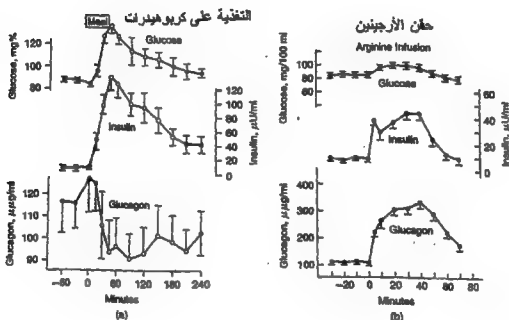 التغذية على كربوهيدرات
Meal
Glucose
Glucose, mg%
120
100
80
Insulin
Insulin, µU/ml
120
100
80
60
40
20
0
Glucagon
Glucagon, µµg/ml
120
110
100
90
-60 0 60 120 180 240
Minutes
(a)
حقن الأرجينين
Arginine Infusion
Glucose
Glucose, mg/100 ml
100
80
60
Insulin
Insulin, µU/ml
60
40
20
0
Glucagon
Glucagon, µµg/ml
400
300
200
100
-20 0 20 40 60 80
Minutes
(b)